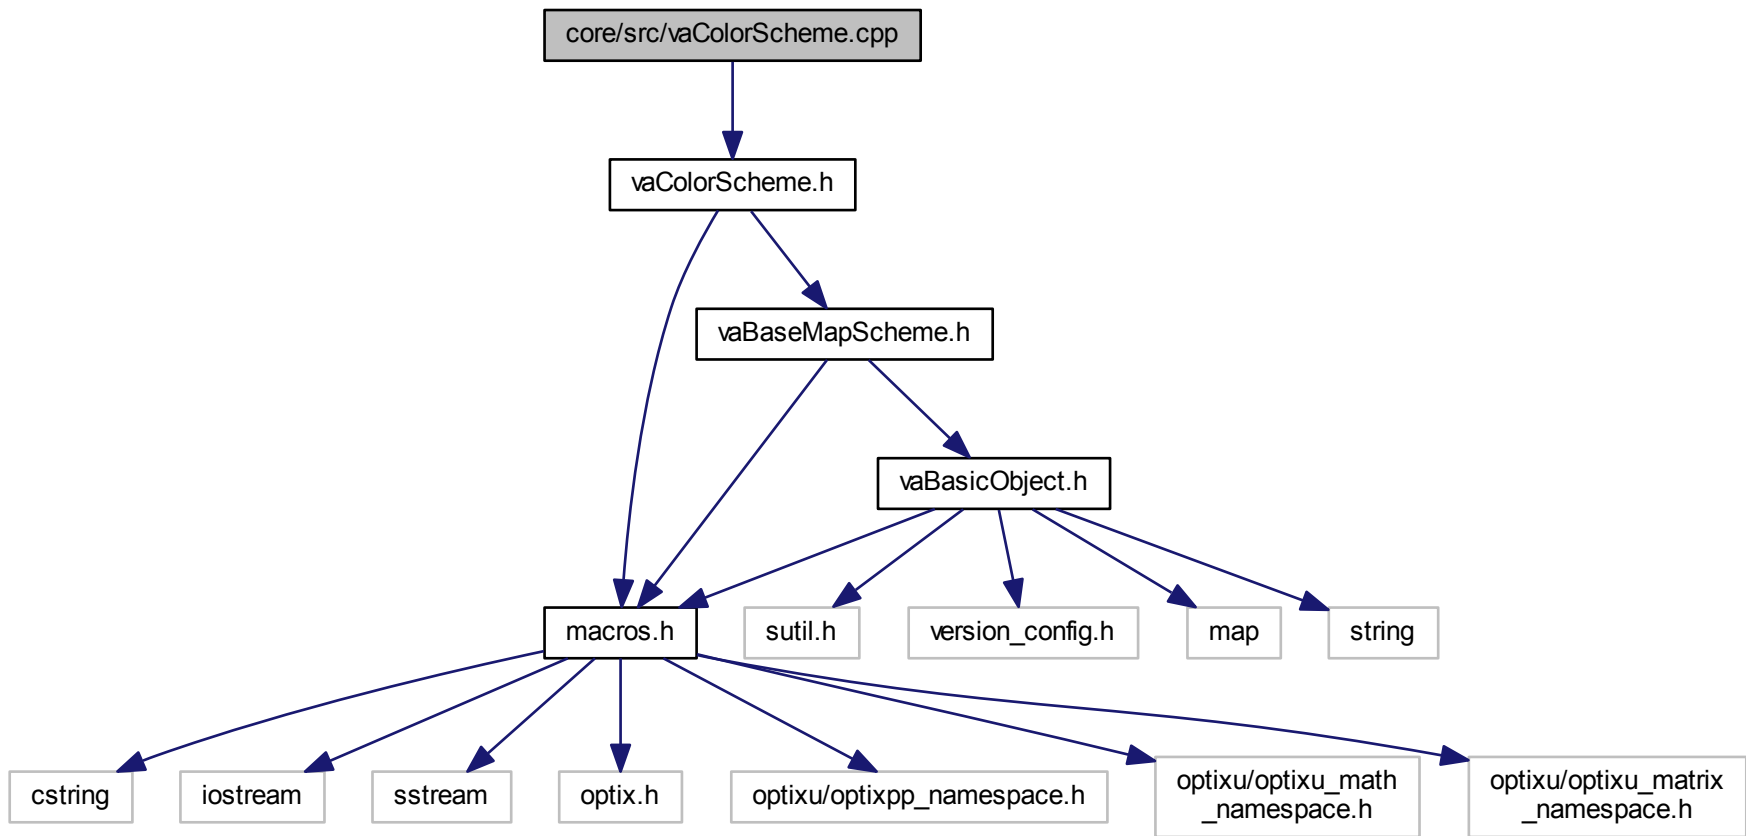 core/src/vaColorScheme.cpp
vaColorScheme.h
vaBaseMapScheme.h
vaBasicObject.h
macros.h
sutil.h
version_config.h
map
string
cstring
iostream
sstream
optix.h
optixu/optixpp_namespace.h
optixu/optixu_math
_namespace.h
optixu/optixu_matrix
_namespace.h